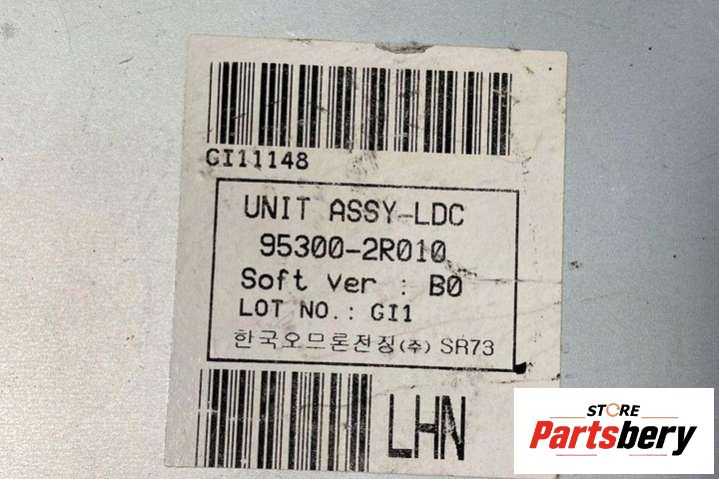 GI11148
UNIT ASSY-LDC
95300-2R010
Soft ver : B0
LOT NO.: GI1
한국오므론전장(주) SR73
LHN
STORE
Partsbery